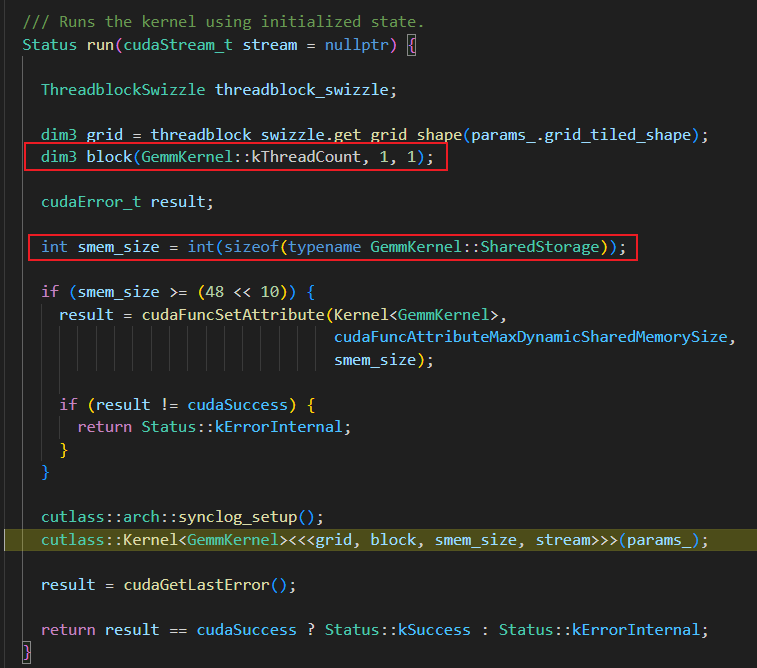 /// Runs the kernel using initialized state.
Status run(cudaStream_t stream = nullptr) {
ThreadblockSwizzle threadblock_swizzle;
dim3 grid = threadblock_swizzle.get_grid_shape(params_.grid_tiled_shape);
dim3 block(GemmKernel::kThreadCount, 1, 1);
cudaError_t result;
int smem_size = int(sizeof(typename GemmKernel::SharedStorage));
if (smem_size >= (48 << 10)) {
result = cudaFuncSetAttribute(Kernel<GemmKernel>,
cudaFuncAttributeMaxDynamicSharedMemorySize,
smem_size);
if (result != cudaSuccess) {
return Status::kErrorInternal;
}
}
cutlass::arch::synclog_setup();
cutlass::Kernel<GemmKernel><<<grid, block, smem_size, stream>>>(params_);
result = cudaGetLastError();
return result == cudaSuccess ? Status::kSuccess : Status::kErrorInternal;
}